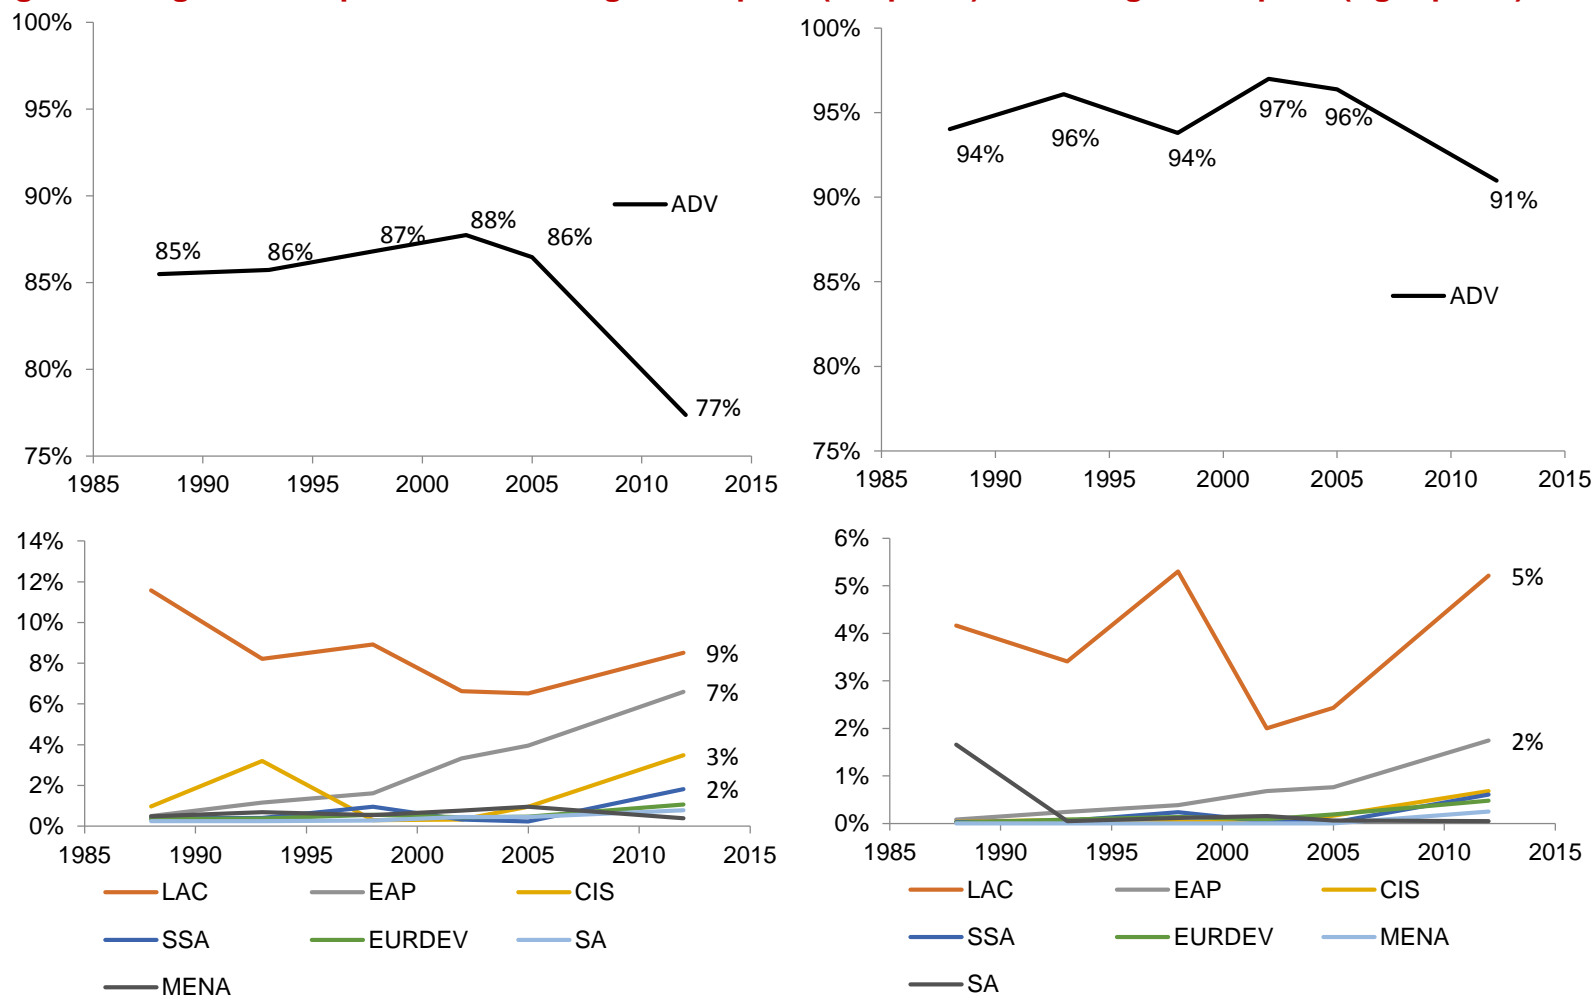 100%
95%
90%
85%
80%
75%
1985 1990 1995 2000 2005 2010 2015
85% 86% 87% 88% 86% 77%
ADV
100%
95%
90%
85%
80%
75%
1985 1990 1995 2000 2005 2010 2015
94% 96% 94% 97% 96% 91%
ADV
14%
12%
10%
8%
6%
4%
2%
0%
1985 1990 1995 2000 2005 2010 2015
9%
7%
3%
2%
LAC EAP CIS
SSA EURDEV SA
MENA
6%
5%
4%
3%
2%
1%
0%
1985 1990 1995 2000 2005 2010 2015
5%
2%
LAC EAP CIS
SSA EURDEV MENA
SA